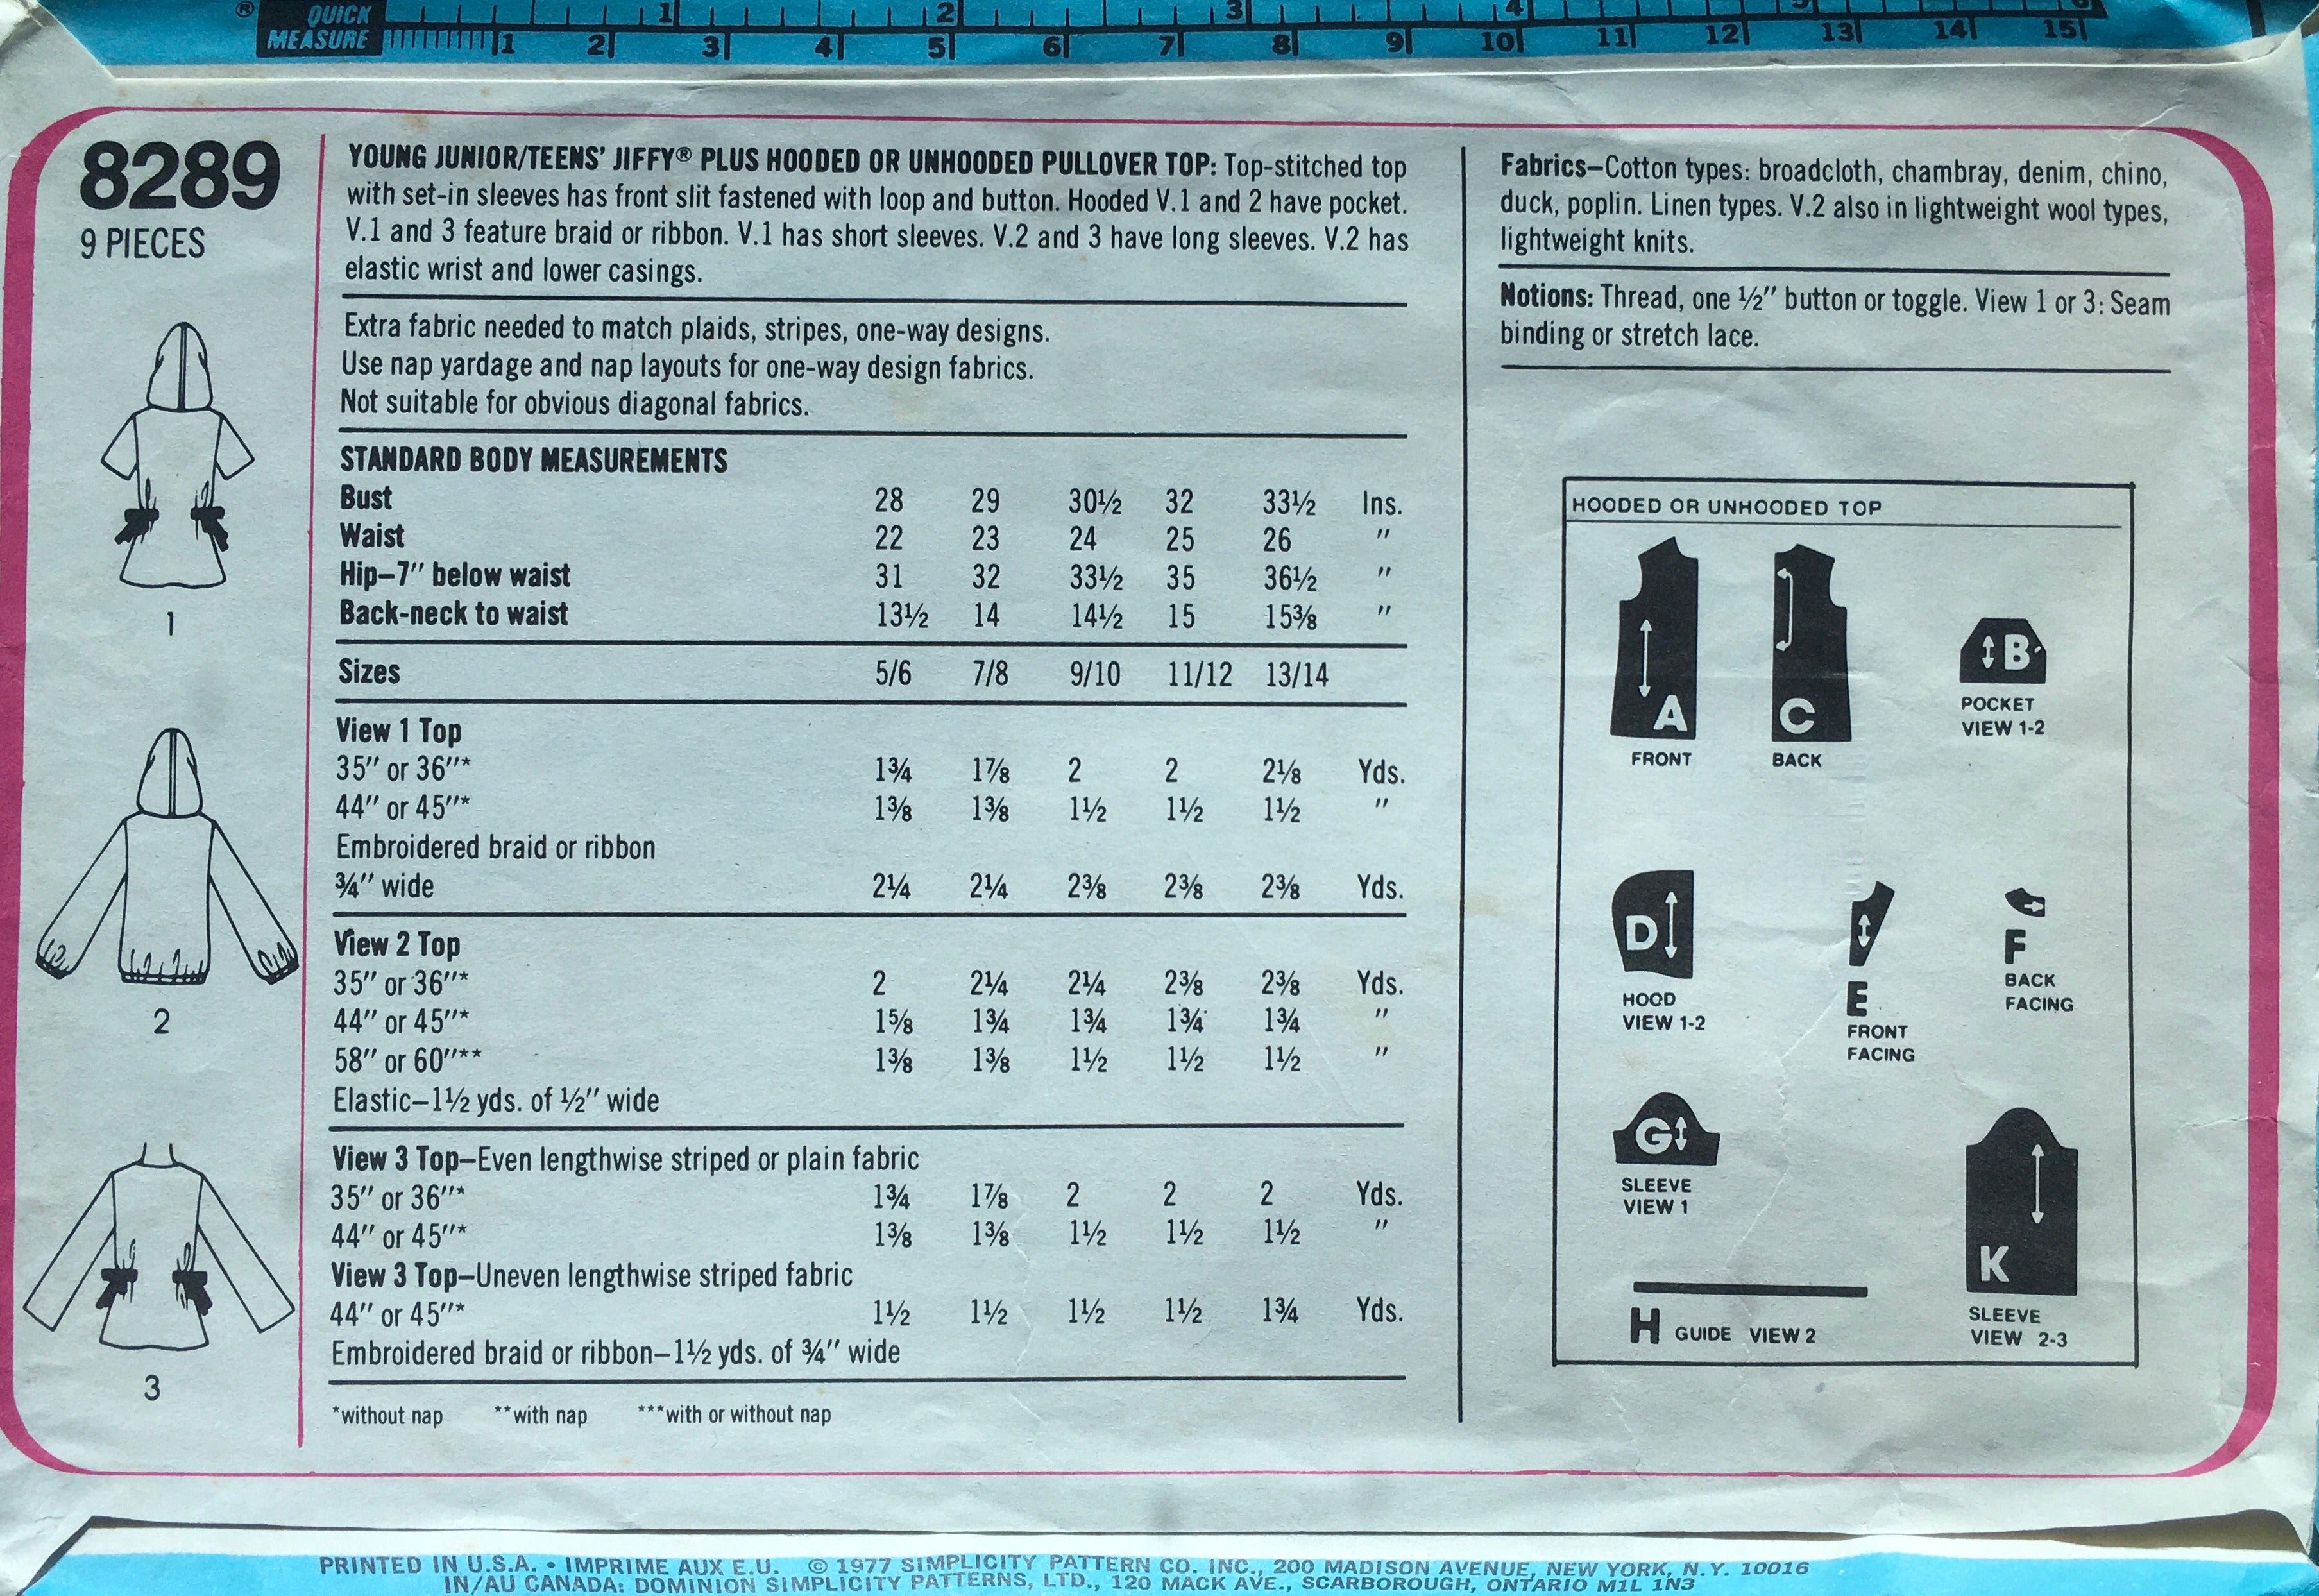 ® QUICK 1 2 3 4 5 6
MEASURE 1 2 3 4 5 6 7 8 9 10 11 12 13 14 15
8289
9 PIECES
1
2
3
YOUNG JUNIOR/TEENS' JIFFY® PLUS HOODED OR UNHOODED PULLOVER TOP: Top-stitched top
with set-in sleeves has front slit fastened with loop and button. Hooded V.1 and 2 have pocket.
V.1 and 3 feature braid or ribbon. V.1 has short sleeves. V.2 and 3 have long sleeves. V.2 has
elastic wrist and lower casings.
Extra fabric needed to match plaids, stripes, one-way designs.
Use nap yardage and nap layouts for one-way design fabrics.
Not suitable for obvious diagonal fabrics.
STANDARD BODY MEASUREMENTS
Bust 28 29 30½ 32 33½ Ins.
Waist 22 23 24 25 26 "
Hip–7" below waist 31 32 33½ 35 36½ "
Back-neck to waist 13½ 14 14½ 15 15⅜ "
Sizes 5/6 7/8 9/10 11/12 13/14
View 1 Top
35" or 36"* 1¾ 1⅞ 2 2 2⅛ Yds.
44" or 45"* 1⅜ 1⅜ 1½ 1½ 1½ "
Embroidered braid or ribbon
¾" wide 2¼ 2¼ 2⅜ 2⅜ 2⅜ Yds.
View 2 Top
35" or 36"* 2 2¼ 2¼ 2⅜ 2⅜ Yds.
44" or 45"* 1⅝ 1¾ 1¾ 1¾ 1¾ "
58" or 60"** 1⅜ 1⅜ 1½ 1½ 1½ "
Elastic–1½ yds. of ½" wide
View 3 Top–Even lengthwise striped or plain fabric
35" or 36"* 1¾ 1⅞ 2 2 2 Yds.
44" or 45"* 1⅜ 1⅜ 1½ 1½ 1½ "
View 3 Top–Uneven lengthwise striped fabric
44" or 45"* 1½ 1½ 1½ 1½ 1¾ Yds.
Embroidered braid or ribbon–1½ yds. of ¾" wide
*without nap **with nap ***with or without nap
Fabrics–Cotton types: broadcloth, chambray, denim, chino,
duck, poplin. Linen types. V.2 also in lightweight wool types,
lightweight knits.
Notions: Thread, one ½" button or toggle. View 1 or 3: Seam
binding or stretch lace.
HOODED OR UNHOODED TOP
A
FRONT
C
BACK
B
POCKET
VIEW 1-2
D
HOOD
VIEW 1-2
E
FRONT
FACING
F
BACK
FACING
G
SLEEVE
VIEW 1
H GUIDE VIEW 2
K
SLEEVE
VIEW 2-3
PRINTED IN U.S.A. • IMPRIME AUX E.U. © 1977 SIMPLICITY PATTERN CO. INC., 200 MADISON AVENUE, NEW YORK, N.Y. 10016
IN/AU CANADA: DOMINION SIMPLICITY PATTERNS, LTD., 120 MACK AVE., SCARBOROUGH, ONTARIO M1L 1N3